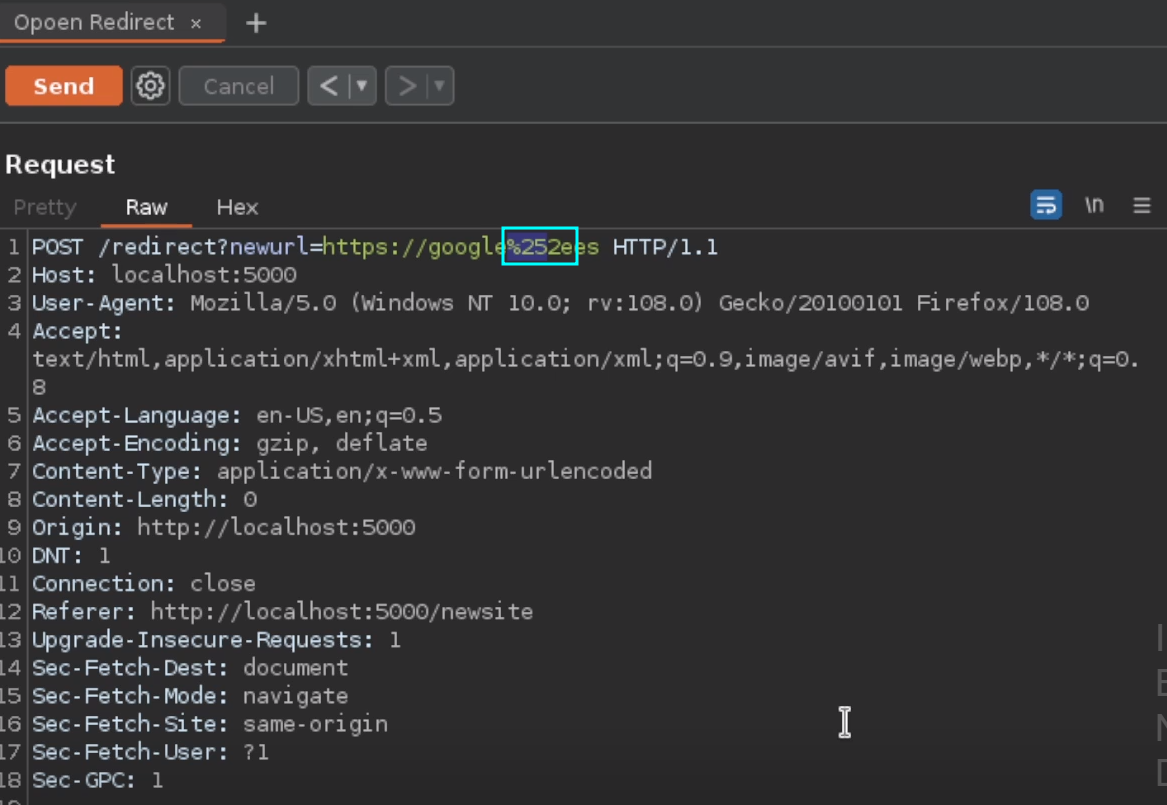 Opoen Redirect × +
Send Cancel < ▼ > ▼
Request
Pretty Raw Hex \n
1 POST /redirect?newurl=https://google%252ees HTTP/1.1
2 Host: localhost:5000
3 User-Agent: Mozilla/5.0 (Windows NT 10.0; rv:108.0) Gecko/20100101 Firefox/108.0
4 Accept:
text/html,application/xhtml+xml,application/xml;q=0.9,image/avif,image/webp,*/*;q=0.
8
5 Accept-Language: en-US,en;q=0.5
6 Accept-Encoding: gzip, deflate
7 Content-Type: application/x-www-form-urlencoded
8 Content-Length: 0
9 Origin: http://localhost:5000
10 DNT: 1
11 Connection: close
12 Referer: http://localhost:5000/newsite
13 Upgrade-Insecure-Requests: 1
14 Sec-Fetch-Dest: document
15 Sec-Fetch-Mode: navigate
16 Sec-Fetch-Site: same-origin
17 Sec-Fetch-User: ?1
18 Sec-GPC: 1